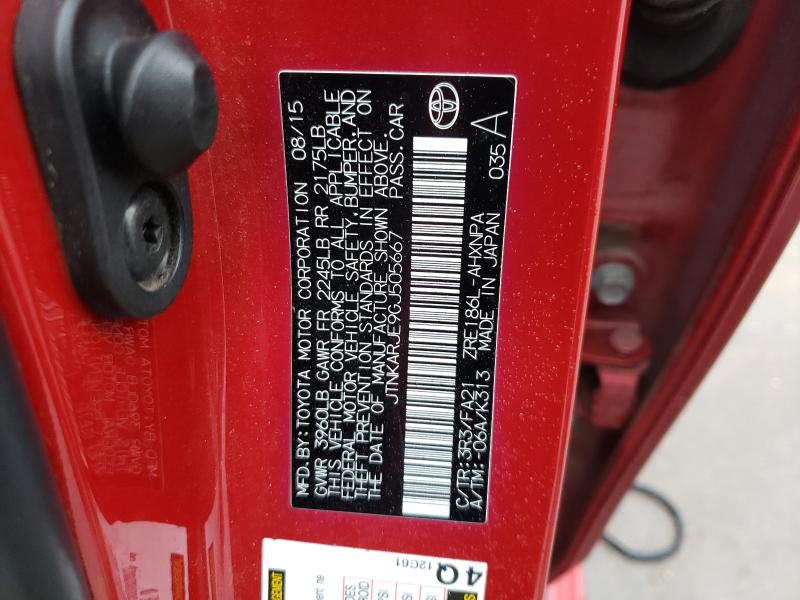 MFD. BY: TOYOTA MOTOR CORPORATION 08/15
GVWR 3960LB GAWR FR 2245LB RR 2175LB
THIS VEHICLE CONFORMS TO ALL APPLICABLE
FEDERAL MOTOR VEHICLE SAFETY, BUMPER, AND
THEFT PREVENTION STANDARDS IN EFFECT ON
THE DATE OF MANUFACTURE SHOWN ABOVE.
JTNKARJE9GJ505667 PASS. CAR
C/TR: 3R3/FA21 ZRE186L-AHXNPA 035 A
A/TM: -06A/K313 MADE IN JAPAN
4Q
12G61